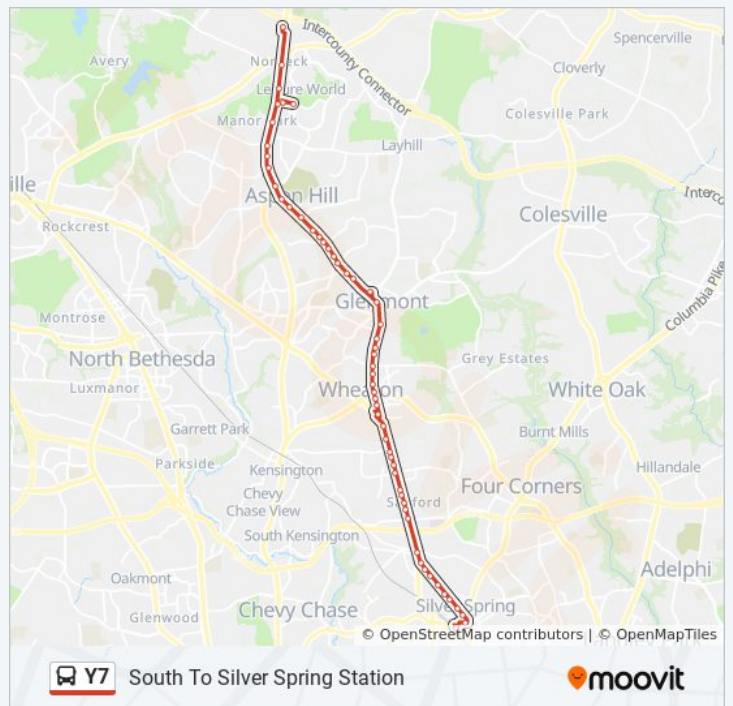 Avery
Norbeck
Intercounty Connector
Spencerville
Cloverly
Leisure World
Colesville Park
Manor Park
Layhill
ille
Aspen Hill
Interco
Colesville
Rockcrest
Columbia Pike
Glenmont
Montrose
North Bethesda
Grey Estates
Luxmanor
Wheaton
White Oak
Garrett Park
Burnt Mills
Parkside
Kensington
Hillandale
Chevy
Chase View
Four Corners
South Kensington
Adelphi
Oakmont
Chevy Chase
Silver Spring
Glenwood
© OpenStreetMap contributors | © OpenMapTiles
Y7 South To Silver Spring Station
moovit